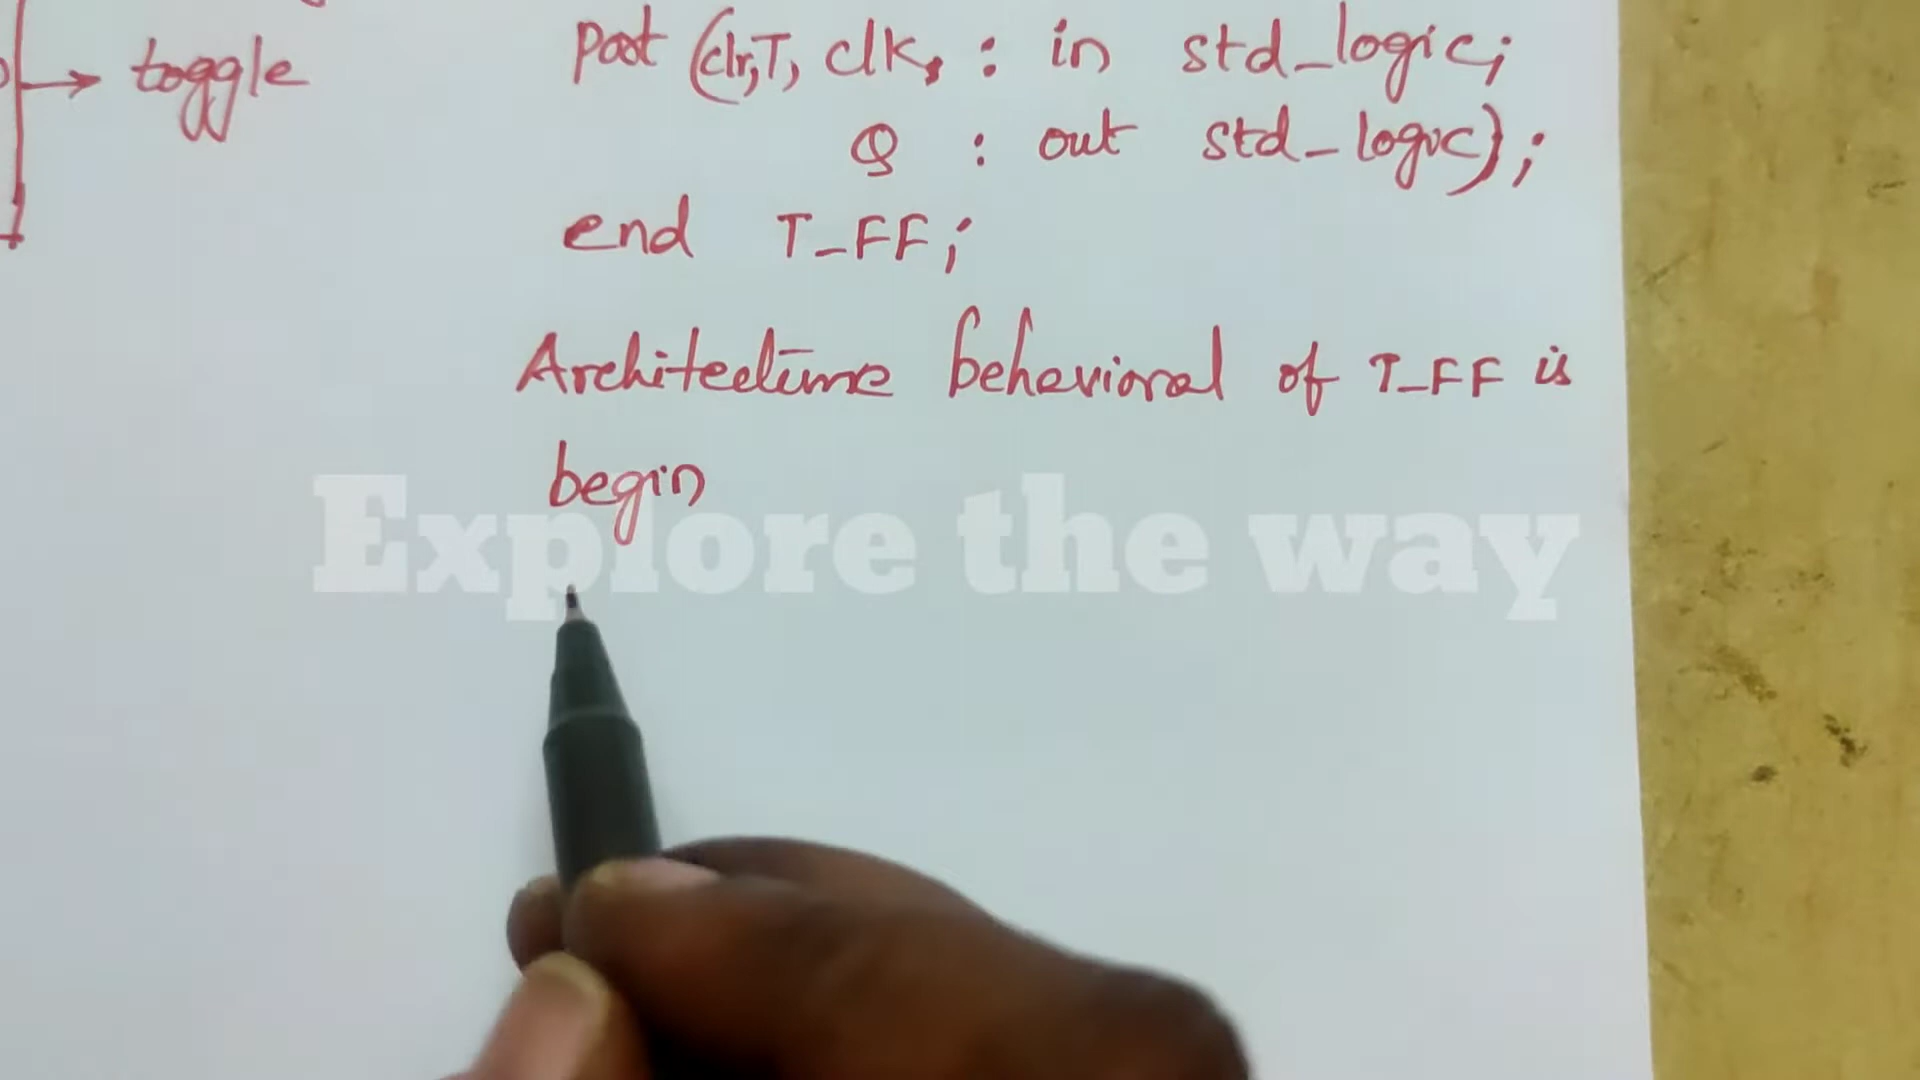 port (clr,T, clk, : in std_logic;
→ toggle
Q : out std_logic);
end T_FF;
Architecture behavioral of T_FF is
begin
Explore the way